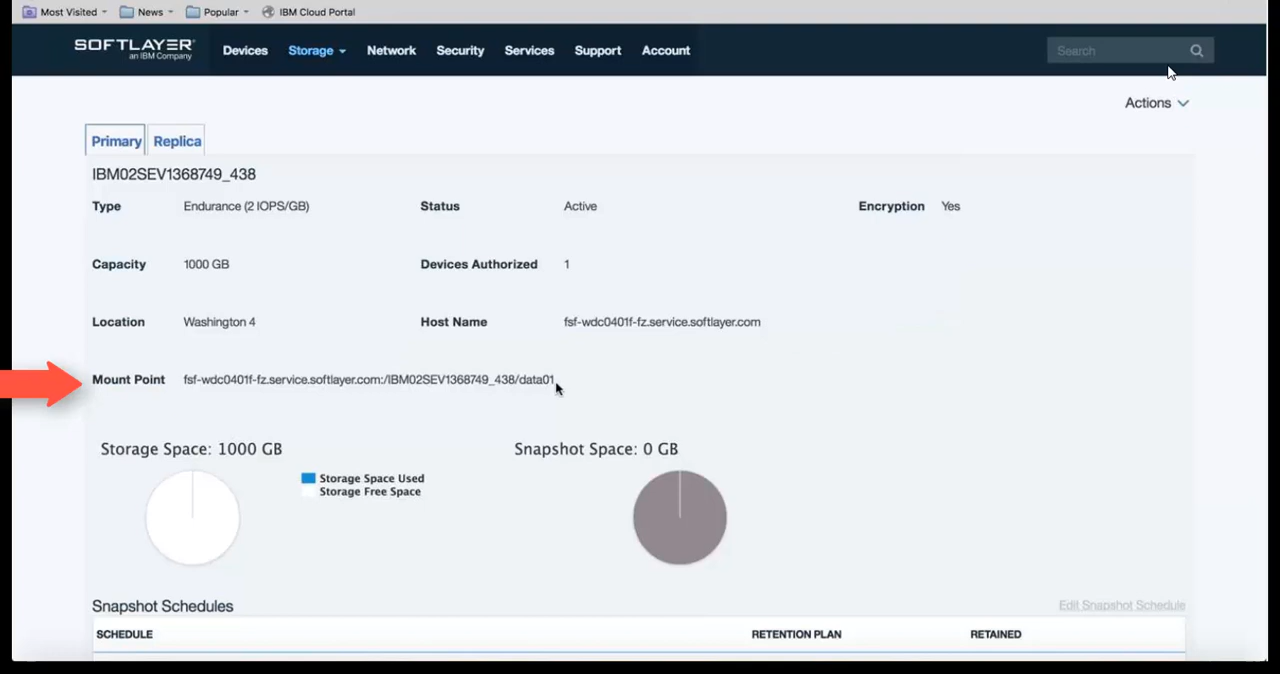 Most Visited News Popular IBM Cloud Portal
SOFTLAYER
an IBM Company
Devices Storage Network Security Services Support Account Search
Actions
Primary Replica
IBM02SEV1368749_438
Type Endurance (2 IOPS/GB) Status Active Encryption Yes
Capacity 1000 GB Devices Authorized 1
Location Washington 4 Host Name fsf-wdc0401f-fz.service.softlayer.com
Mount Point fsf-wdc0401f-fz.service.softlayer.com:/IBM02SEV1368749_438/data01
Storage Space: 1000 GB Snapshot Space: 0 GB
Storage Space Used
Storage Free Space
Snapshot Schedules Edit Snapshot Schedule
SCHEDULE RETENTION PLAN RETAINED